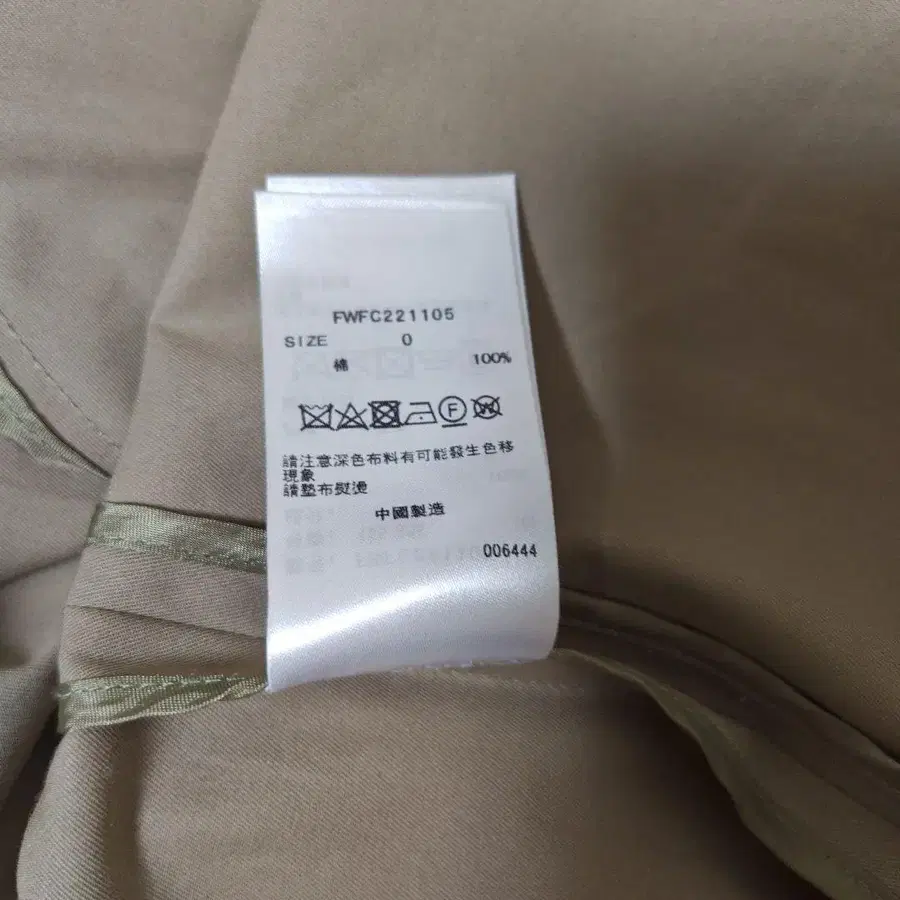 FWFC221105
SIZE 0
棉 100%
F W
請注意深色布料有可能發生色移
現象
請墊布熨燙
中國製造
006444